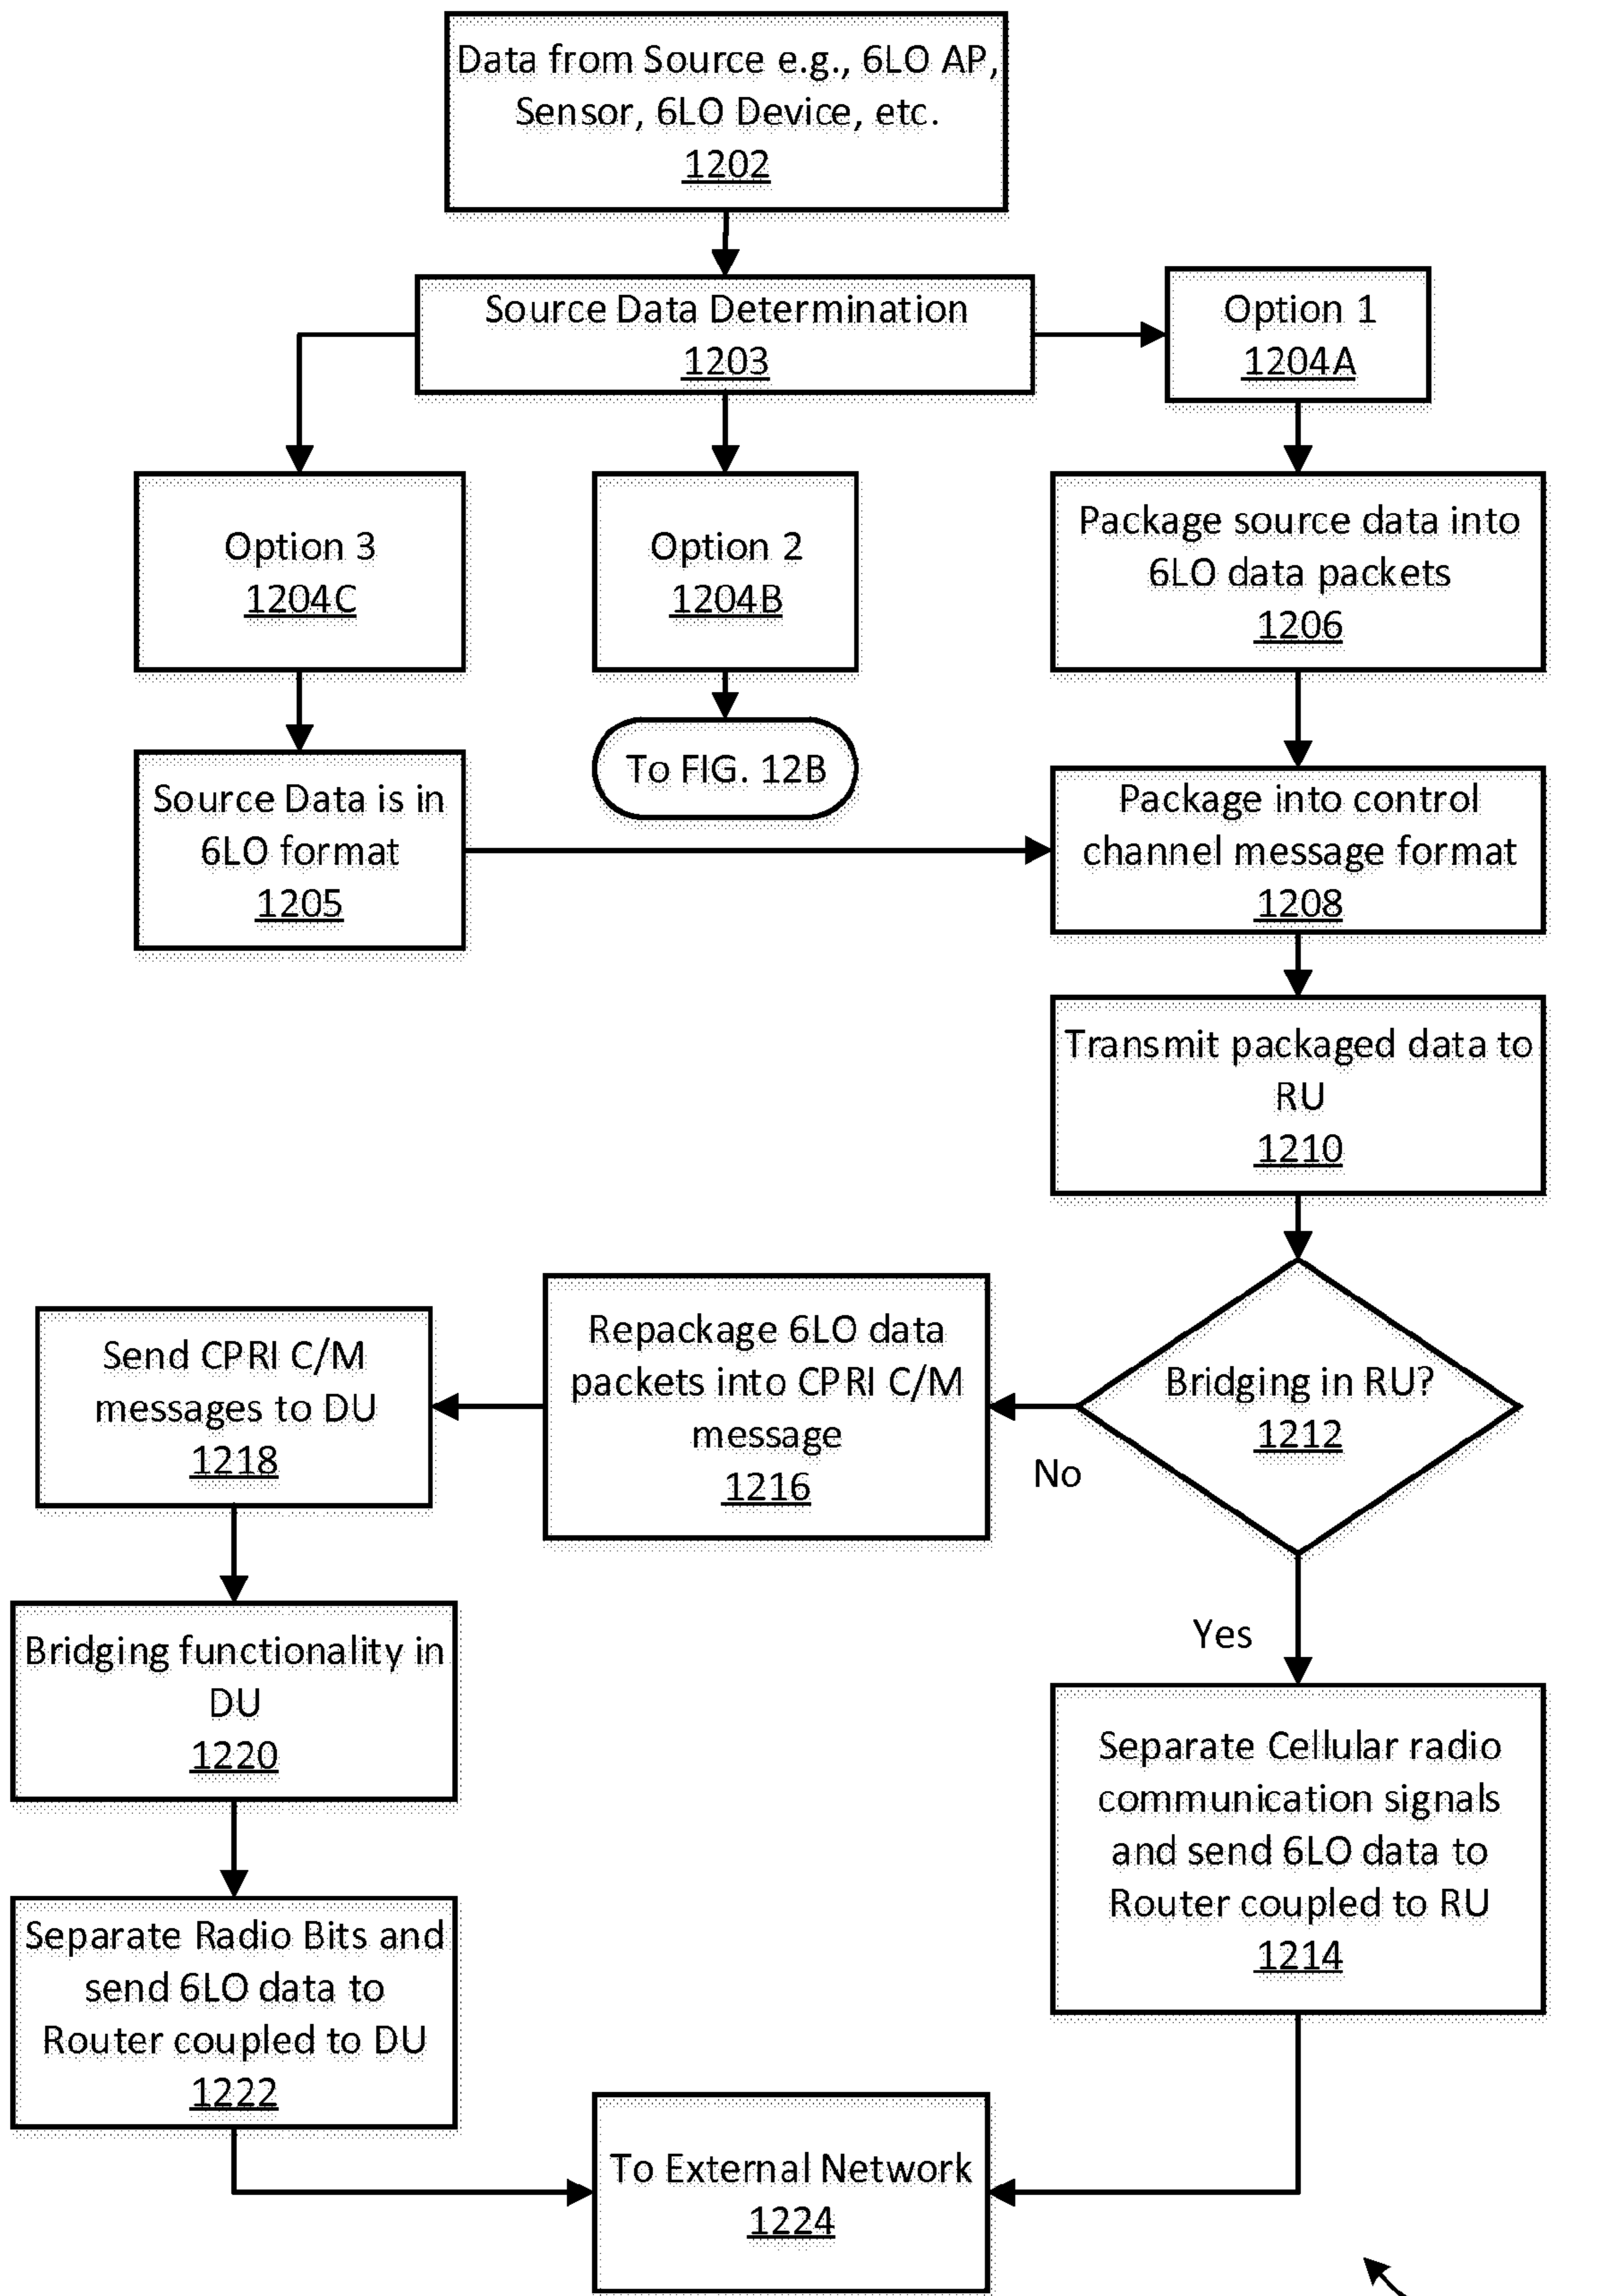 Data from Source e.g., 6LO AP,
Sensor, 6LO Device, etc.
1202
Source Data Determination
1203
Option 1
1204A
Option 3
1204C
Option 2
1204B
Package source data into
6LO data packets
1206
To FIG. 12B
Source Data is in
6LO format
1205
Package into control
channel message format
1208
Transmit packaged data to
RU
1210
Bridging in RU?
1212
No
Yes
Repackage 6LO data
packets into CPRI C/M
message
1216
Send CPRI C/M
messages to DU
1218
Bridging functionality in
DU
1220
Separate Cellular radio
communication signals
and send 6LO data to
Router coupled to RU
1214
Separate Radio Bits and
send 6LO data to
Router coupled to DU
1222
To External Network
1224